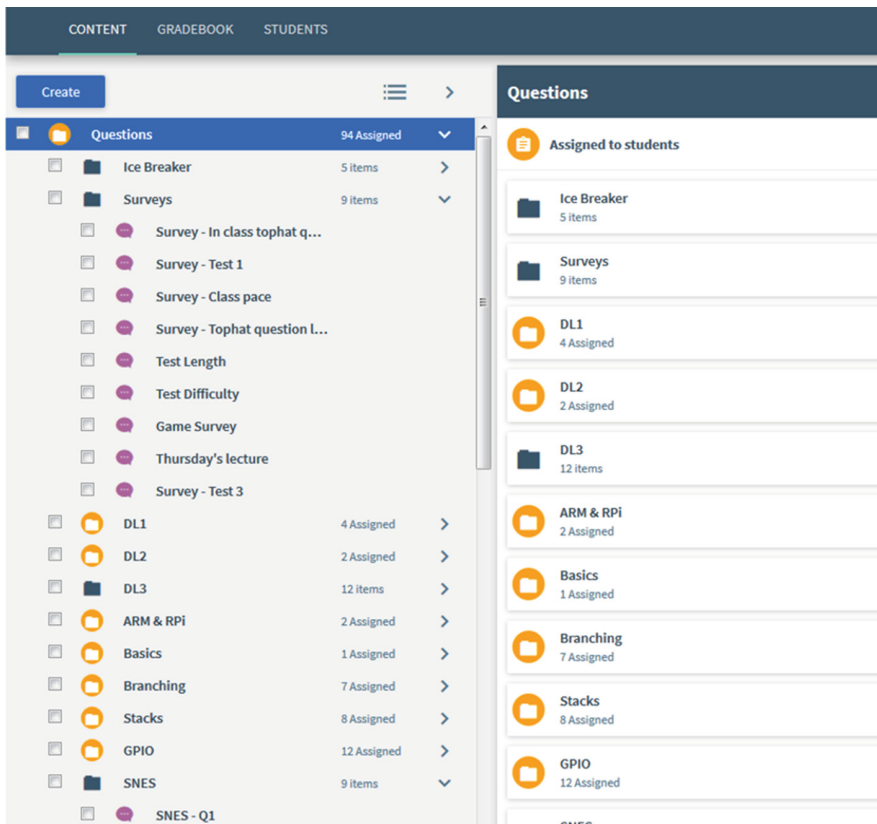 CONTENT GRADEBOOK STUDENTS
Create
Questions 94 Assigned
Ice Breaker 5 items
Surveys 9 items
Survey - In class tophat q...
Survey - Test 1
Survey - Class pace
Survey - Tophat question l...
Test Length
Test Difficulty
Game Survey
Thursday's lecture
Survey - Test 3
DL1 4 Assigned
DL2 2 Assigned
DL3 12 items
ARM & RPi 2 Assigned
Basics 1 Assigned
Branching 7 Assigned
Stacks 8 Assigned
GPIO 12 Assigned
SNES 9 items
SNES - Q1
Questions
Assigned to students
Ice Breaker
5 items
Surveys
9 items
DL1
4 Assigned
DL2
2 Assigned
DL3
12 items
ARM & RPi
2 Assigned
Basics
1 Assigned
Branching
7 Assigned
Stacks
8 Assigned
GPIO
12 Assigned
SNES